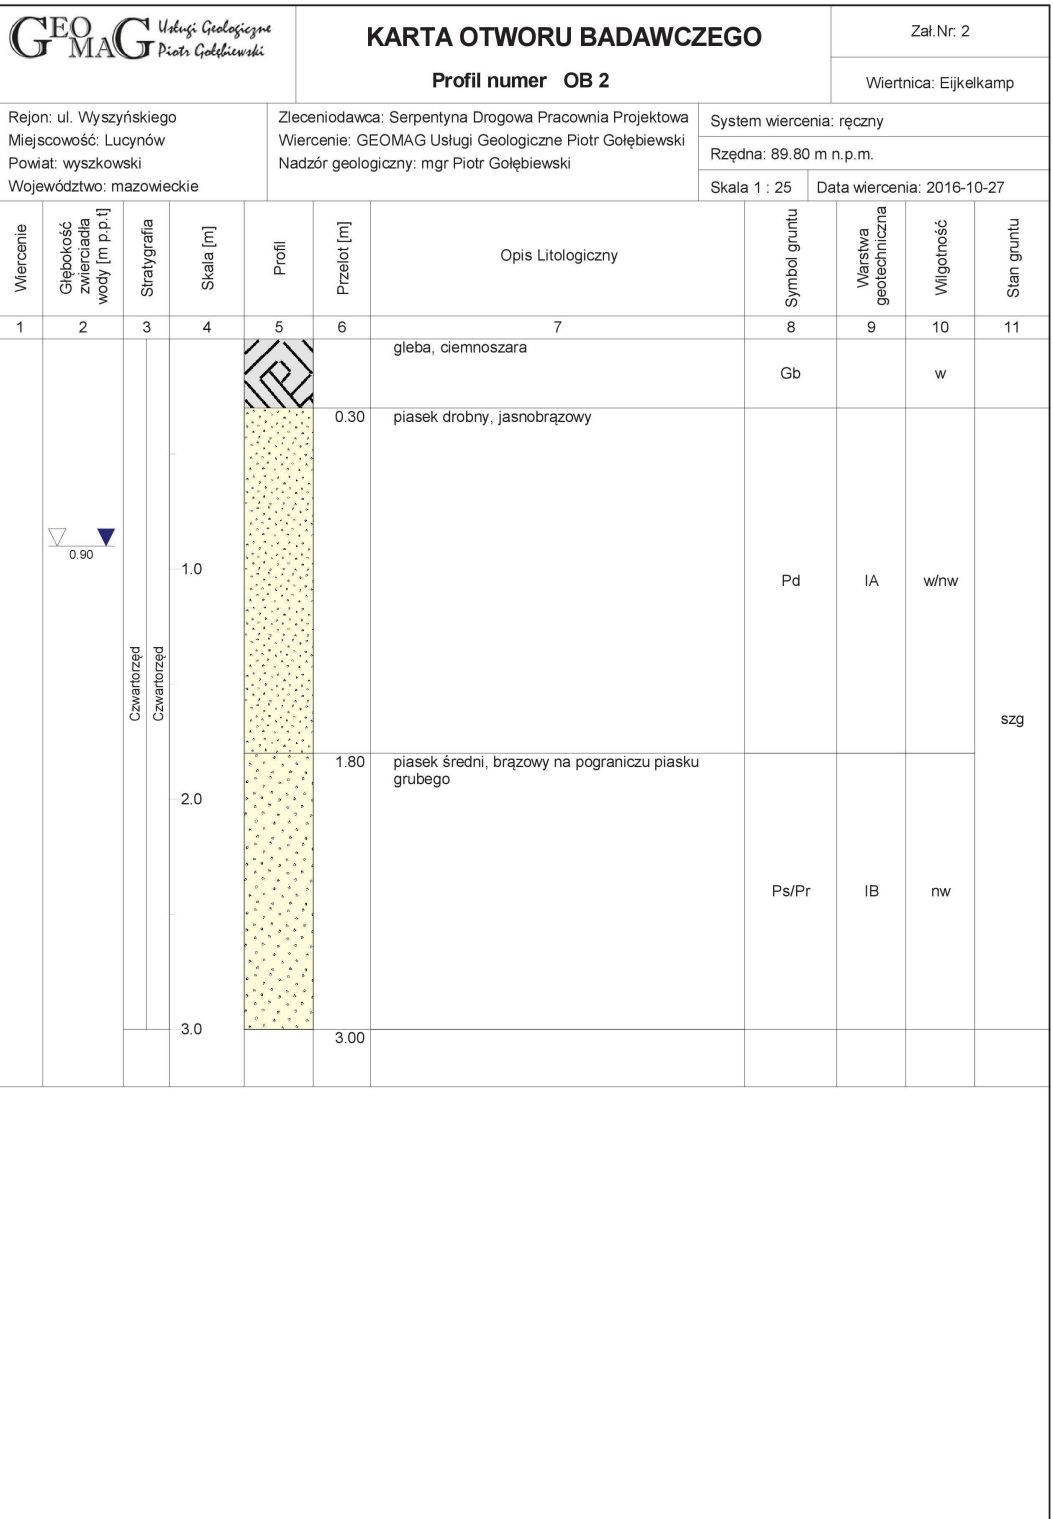 GEOMAG Usługi Geologiczne
Piotr Gołębiewski
KARTA OTWORU BADAWCZEGO
Profil numer OB 2
Zał.Nr: 2
Wiertnica: Eijkelkamp
Rejon: ul. Wyszyńskiego
Miejscowość: Lucynów
Powiat: wyszkowski
Województwo: mazowieckie
Zleceniodawca: Serpentyna Drogowa Pracownia Projektowa
Wiercenie: GEOMAG Usługi Geologiczne Piotr Gołębiewski
Nadzór geologiczny: mgr Piotr Gołębiewski
System wiercenia: ręczny
Rzędna: 89.80 m n.p.m.
Skala 1 : 25 Data wiercenia: 2016-10-27
Wiercenie
Głębokość
zwierciadła
wody [m p.p.t]
Stratygrafia
Skala [m]
Profil
Przelot [m]
Opis Litologiczny
Symbol gruntu
Warstwa
geotechniczna
Wilgotność
Stan gruntu
1 2 3 4 5 6 7 8 9 10 11
gleba, ciemnoszara
Gb w
0.30 piasek drobny, jasnobrązowy
0.90
1.0
Pd IA w/nw
Czwartorzęd
Czwartorzęd
szg
1.80 piasek średni, brązowy na pograniczu piasku
grubego
2.0
Ps/Pr IB nw
3.0
3.00